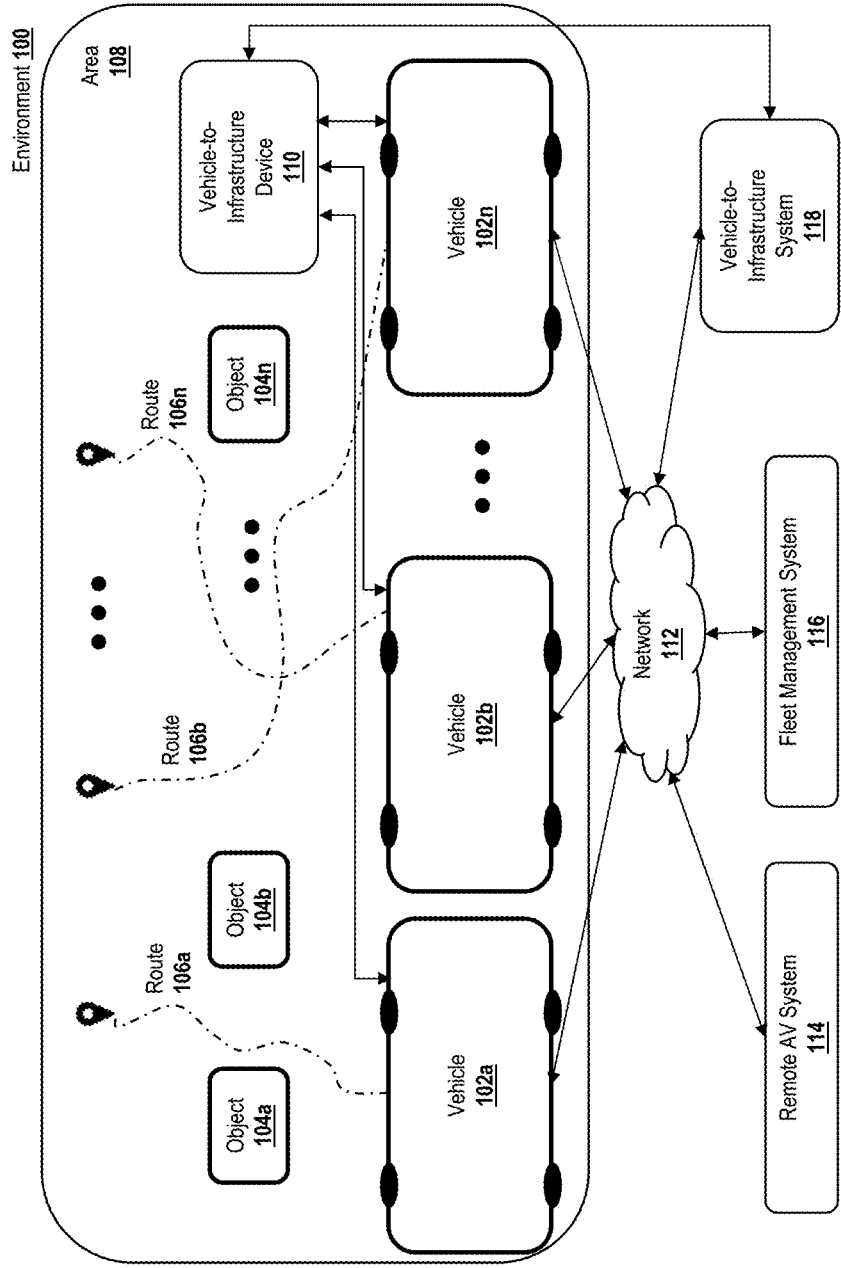 Environment 100
Area
108
Route
106a
Route
106b
Route
106n
Object
104a
Object
104b
Object
104n
Vehicle-to-
Infrastructure
Device
110
Vehicle
102a
Vehicle
102b
Vehicle
102n
Network
112
Remote AV System
114
Fleet Management System
116
Vehicle-to-
Infrastructure
System
118